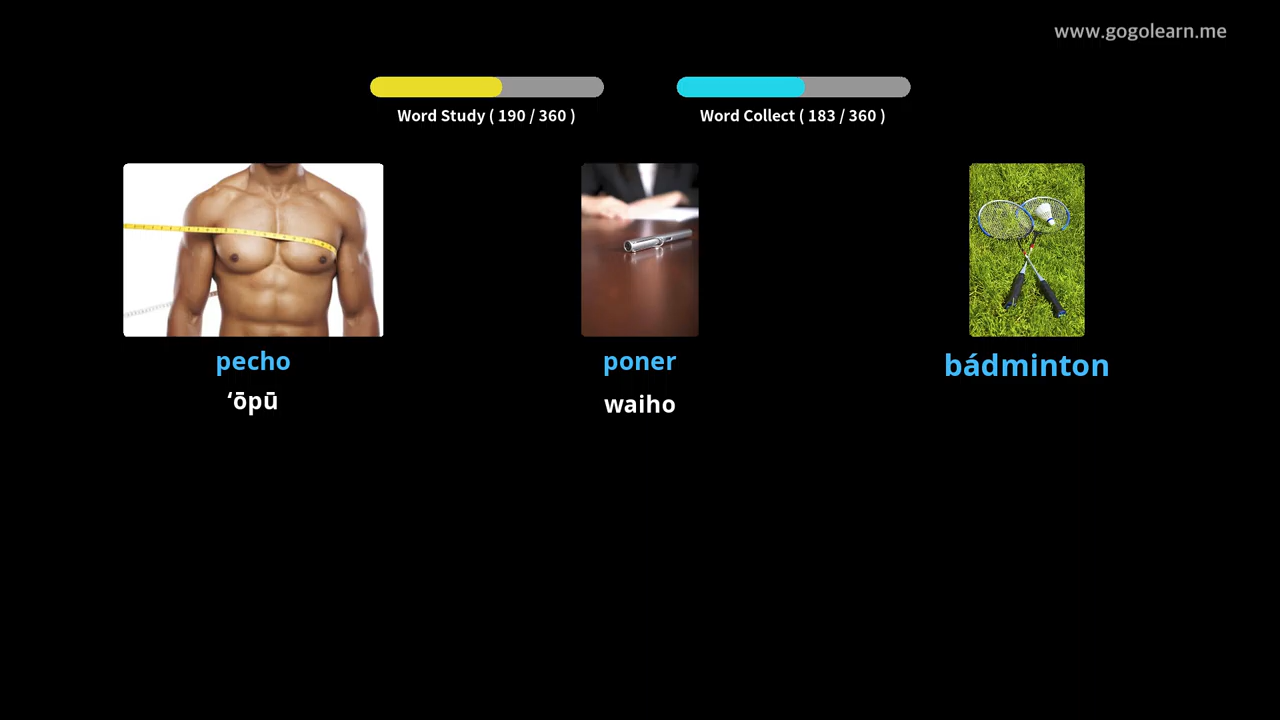 www.gogolearn.me
Word Study ( 190 / 360 )
Word Collect ( 183 / 360 )
pecho
poner
bádminton
ʻōpū
waiho